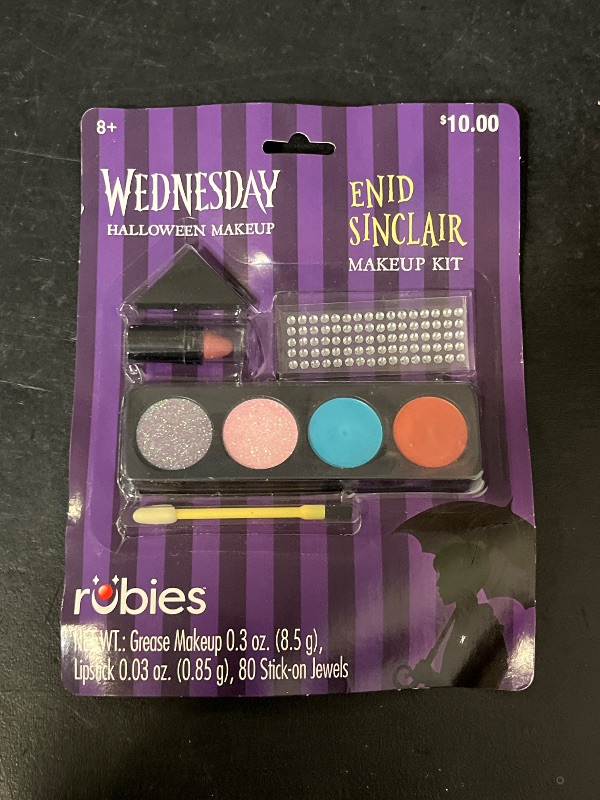 8+
$10.00
WEDNESDAY
HALLOWEEN MAKEUP
ENID
SINCLAIR
MAKEUP KIT
rubies
NET WT.: Grease Makeup 0.3 oz. (8.5 g),
Lipstick 0.03 oz. (0.85 g), 80 Stick-on Jewels